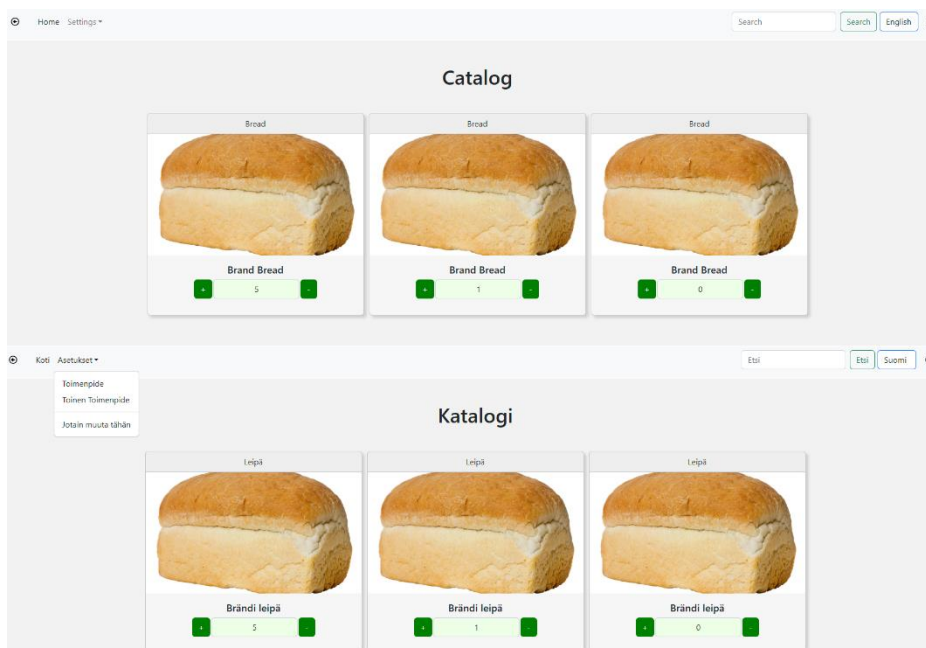 Home Settings Search Search English
Catalog
Bread Bread Bread
Brand Bread Brand Bread Brand Bread
+ 5 - + 1 - + 0 -
Koti Asetukset Etsi Etsi Suomi
Toimenpide
Toinen Toimenpide
Jotain muuta tähän
Katalogi
Leipä Leipä Leipä
Brändi leipä Brändi leipä Brändi leipä
+ 5 - + 1 - + 0 -